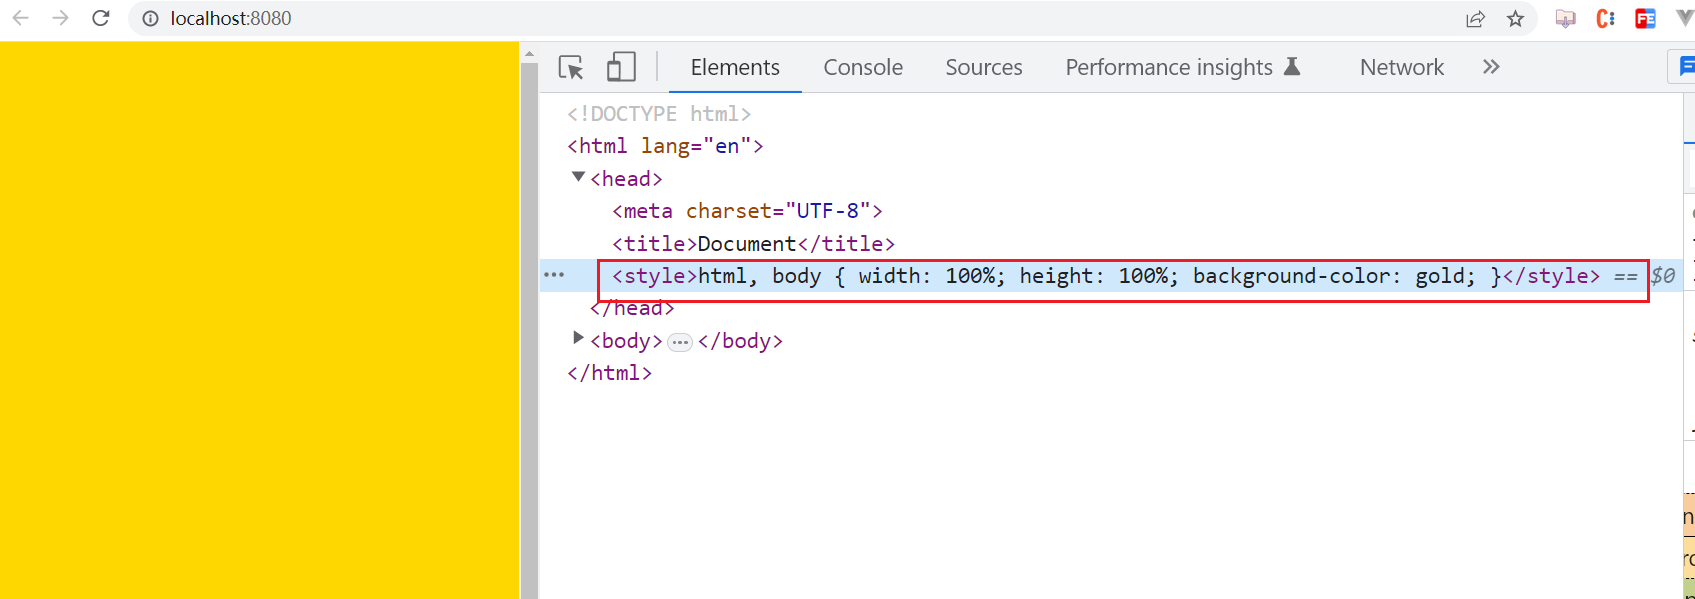 localhost:8080
Elements Console Sources Performance insights Network
<!DOCTYPE html>
<html lang="en">
<head>
<meta charset="UTF-8">
<title>Document</title>
<style>html, body { width: 100%; height: 100%; background-color: gold; }</style> == $0
</head>
<body>…</body>
</html>